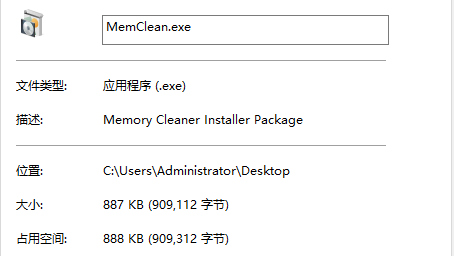 MemClean.exe
文件类型: 应用程序 (.exe)
描述: Memory Cleaner Installer Package
位置: C:\Users\Administrator\Desktop
大小: 887 KB (909,112 字节)
占用空间: 888 KB (909,312 字节)